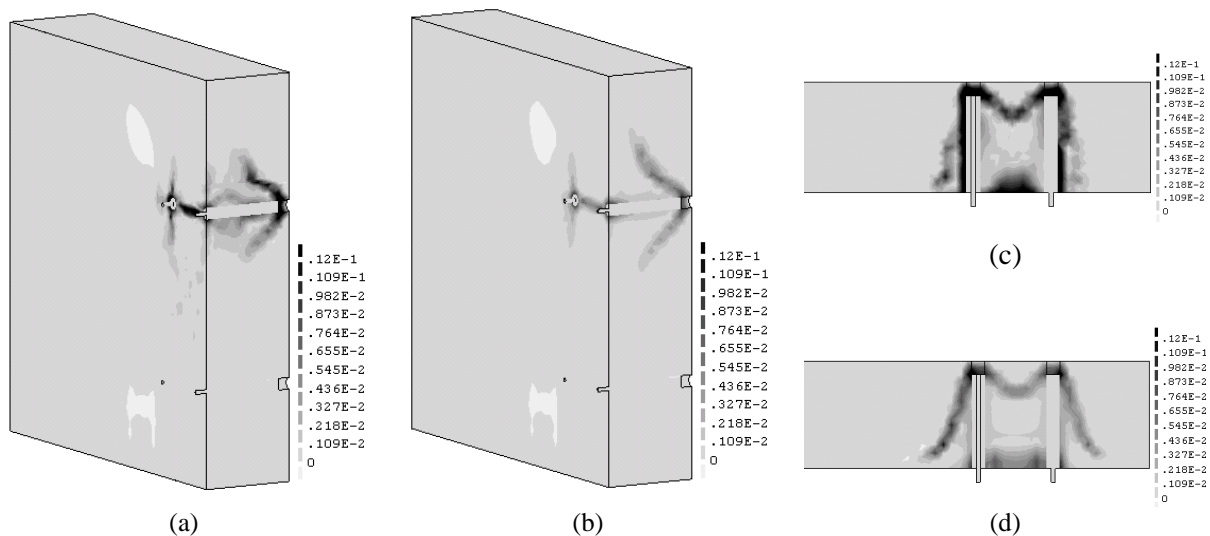 .12E-1
.109E-1
.982E-2
.873E-2
.764E-2
.655E-2
.545E-2
.436E-2
.327E-2
.218E-2
.109E-2
0
(a)
.12E-1
.109E-1
.982E-2
.873E-2
.764E-2
.655E-2
.545E-2
.436E-2
.327E-2
.218E-2
.109E-2
0
(b)
.12E-1
.109E-1
.982E-2
.873E-2
.764E-2
.655E-2
.545E-2
.436E-2
.327E-2
.218E-2
.109E-2
0
(c)
.12E-1
.109E-1
.982E-2
.873E-2
.764E-2
.655E-2
.545E-2
.436E-2
.327E-2
.218E-2
.109E-2
0
(d)